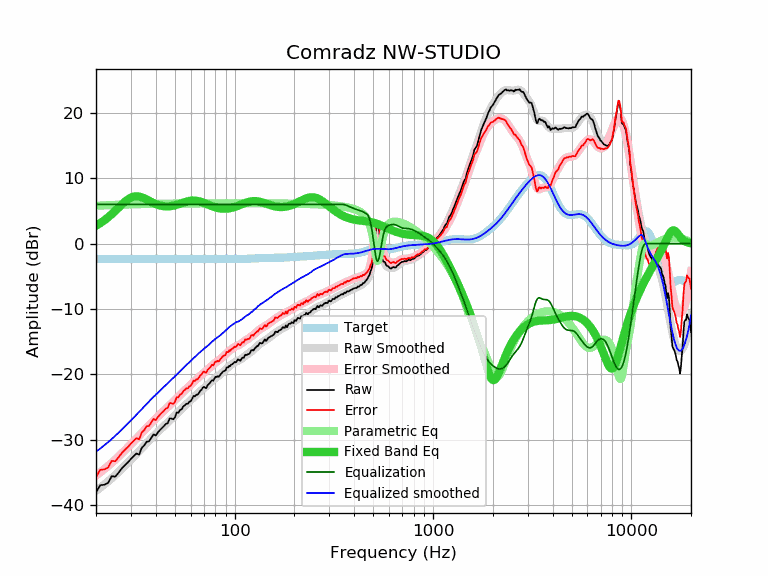 Comradz NW-STUDIO
Amplitude (dBr)
20
10
0
−10
−20
−30
−40
Target
Raw Smoothed
Error Smoothed
Raw
Error
Parametric Eq
Fixed Band Eq
Equalization
Equalized smoothed
100
1000
10000
Frequency (Hz)